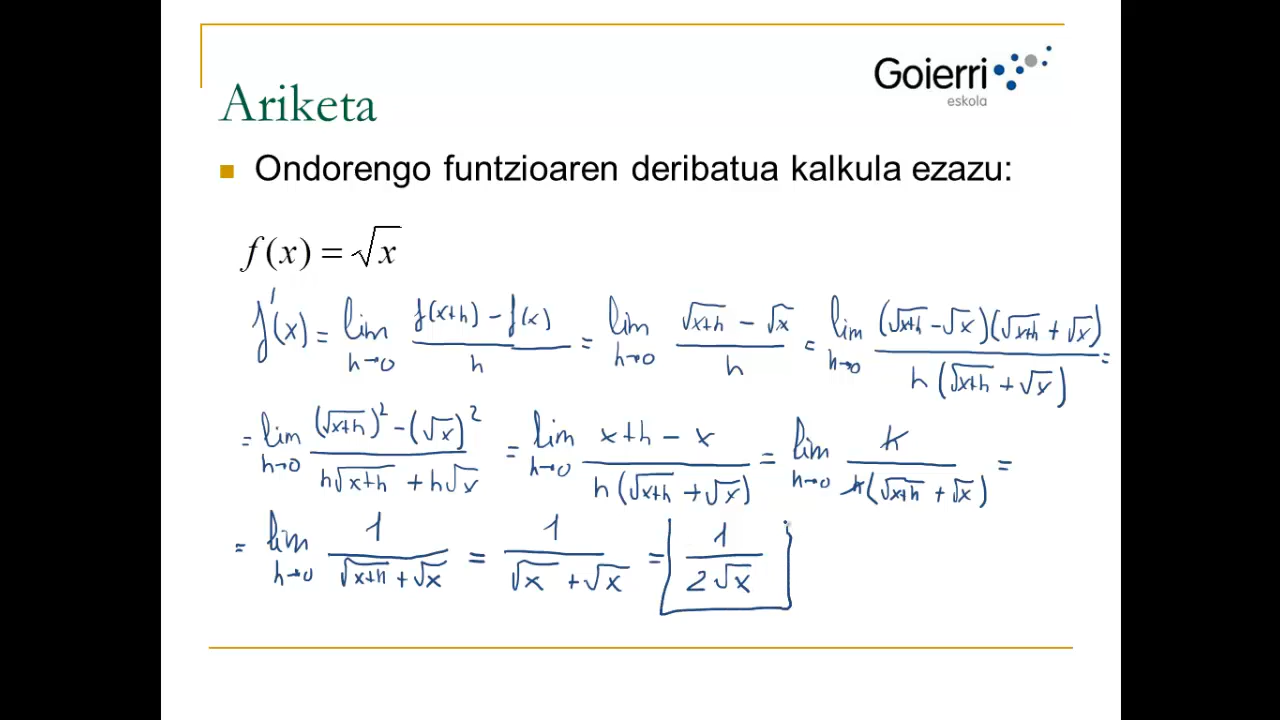 Goierri
eskola
Ariketa
Ondorengo funtzioaren deribatua kalkula ezazu:
f(x) = √x
f'(x) = lim h→0 (f(x+h) − f(x))/h = lim h→0 (√(x+h) − √x)/h = lim h→0 ((√(x+h) − √x)(√(x+h) + √x))/(h(√(x+h) + √x)) =
= lim h→0 ((√(x+h))² − (√x)²)/(h√(x+h) + h√x) = lim h→0 (x+h − x)/(h(√(x+h) + √x)) = lim h→0 h/(h(√(x+h) + √x)) =
= lim h→0 1/(√(x+h) + √x) = 1/(√x + √x) = 1/(2√x)